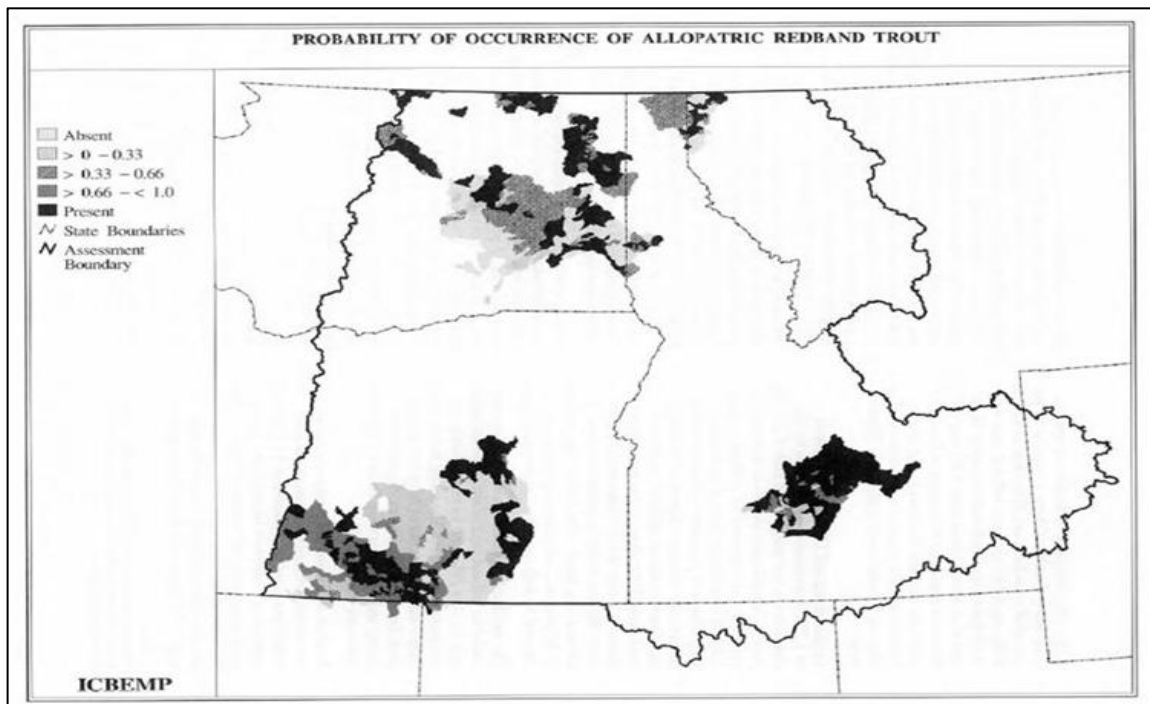 PROBABILITY OF OCCURRENCE OF ALLOPATRIC REDBAND TROUT
Absent
> 0 – 0.33
> 0.33 – 0.66
> 0.66 – < 1.0
Present
State Boundaries
Assessment
Boundary
ICBEMP